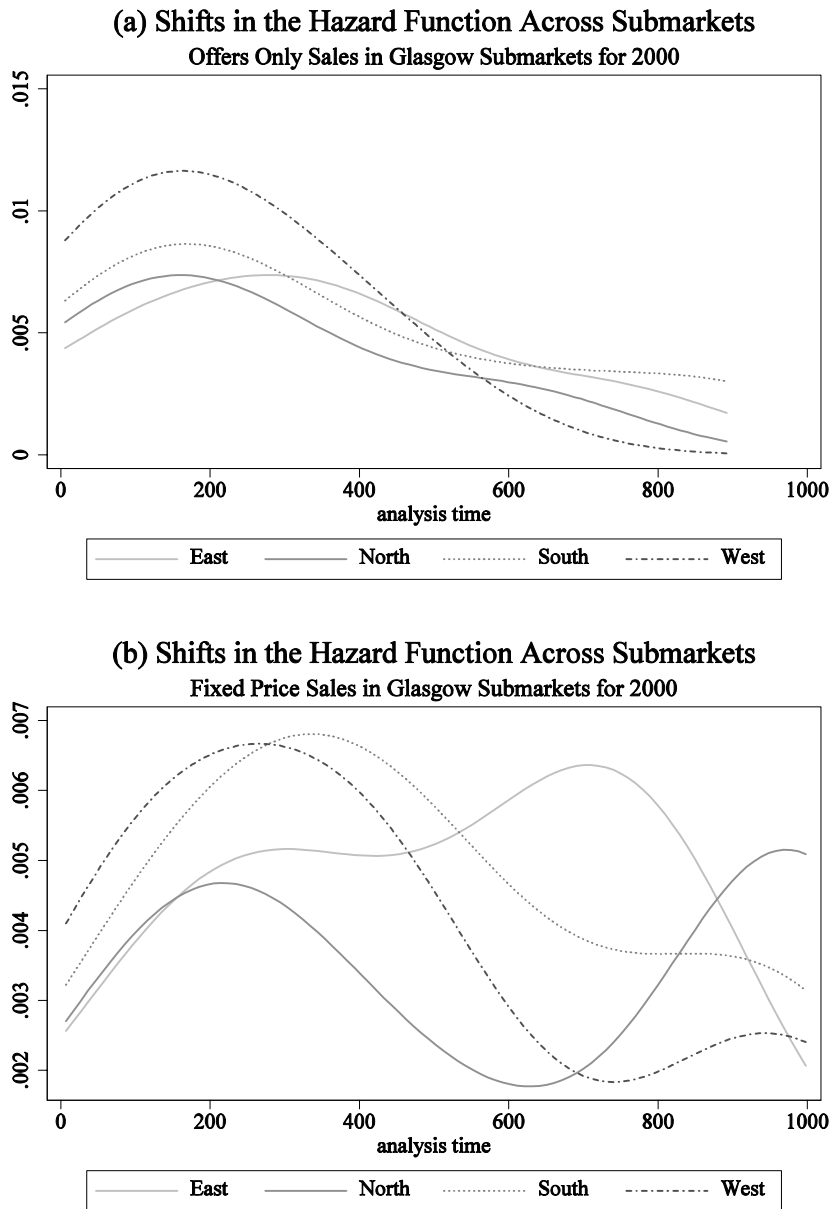 (a) Shifts in the Hazard Function Across Submarkets
Offers Only Sales in Glasgow Submarkets for 2000
.015
.01
.005
0
0 200 400 600 800 1000
analysis time
East North South West
(b) Shifts in the Hazard Function Across Submarkets
Fixed Price Sales in Glasgow Submarkets for 2000
.007
.006
.005
.004
.003
.002
0 200 400 600 800 1000
analysis time
East North South West